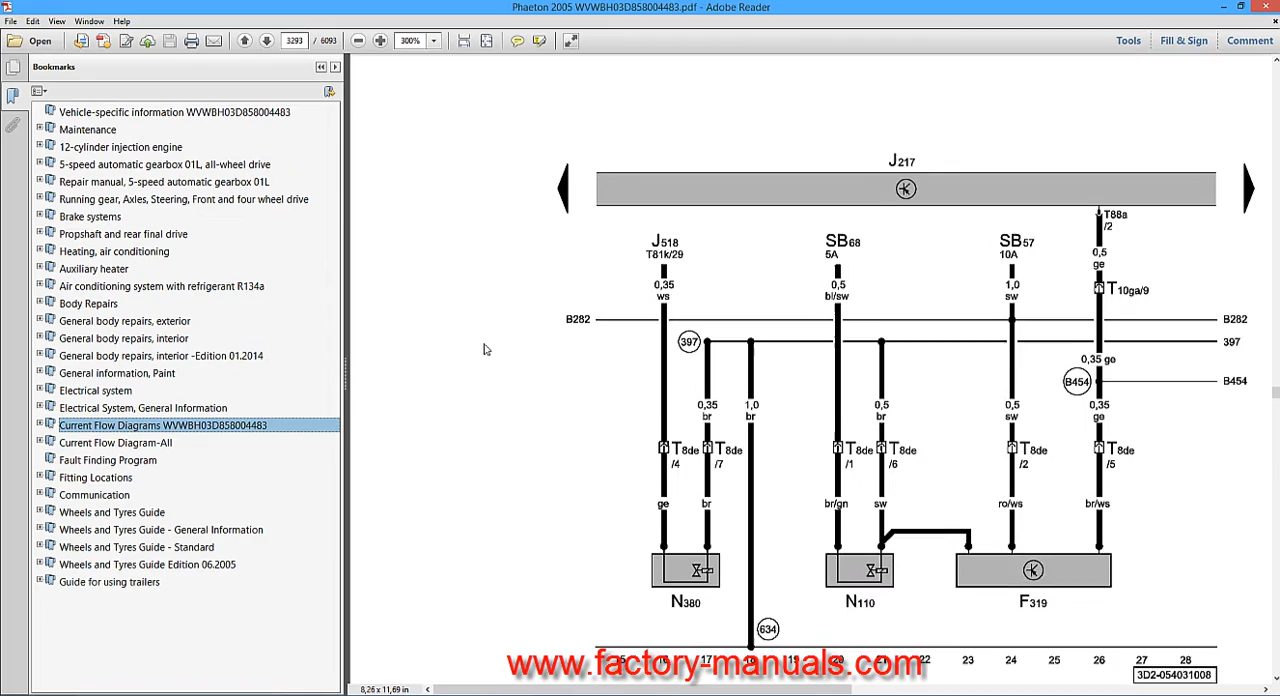 Phaeton 2005 WVWBH03D858004483.pdf - Adobe Reader
File Edit View Window Help
Open 3293 / 6093 300% Tools Fill & Sign Comment
Bookmarks
Vehicle-specific information WVWBH03D858004483
Maintenance
12-cylinder injection engine
5-speed automatic gearbox 01L, all-wheel drive
Repair manual, 5-speed automatic gearbox 01L
Running gear, Axles, Steering, Front and four wheel drive
Brake systems
Propshaft and rear final drive
Heating, air conditioning
Auxiliary heater
Air conditioning system with refrigerant R134a
Body Repairs
General body repairs, exterior
General body repairs, interior
General body repairs, interior -Edition 01.2014
General information, Paint
Electrical system
Electrical System, General Information
Current Flow Diagrams WVWBH03D858004483
Current Flow Diagram-All
Fault Finding Program
Fitting Locations
Communication
Wheels and Tyres Guide
Wheels and Tyres Guide - General Information
Wheels and Tyres Guide - Standard
Wheels and Tyres Guide Edition 06.2005
Guide for using trailers
J217
T88a
/2
J518 SB68 SB57
T81k/29 5A 10A
0,5
ge
0,35 0,5 1,0
ws bl/sw sw
T10ga/9
B282 B282
397 397
0,35 ge
B454 B454
0,35 1,0 0,5 0,5 0,35
br br br sw ge
T8de T8de T8de T8de T8de T8de
/4 /7 /1 /6 /2 /5
ge br br/gn sw ro/ws br/ws
N380 N110 F319
634
16 17 18 19 20 21 22 23 24 25 26 27 28
www.factory-manuals.com
3D2-054031008
8,26 x 11,69 in